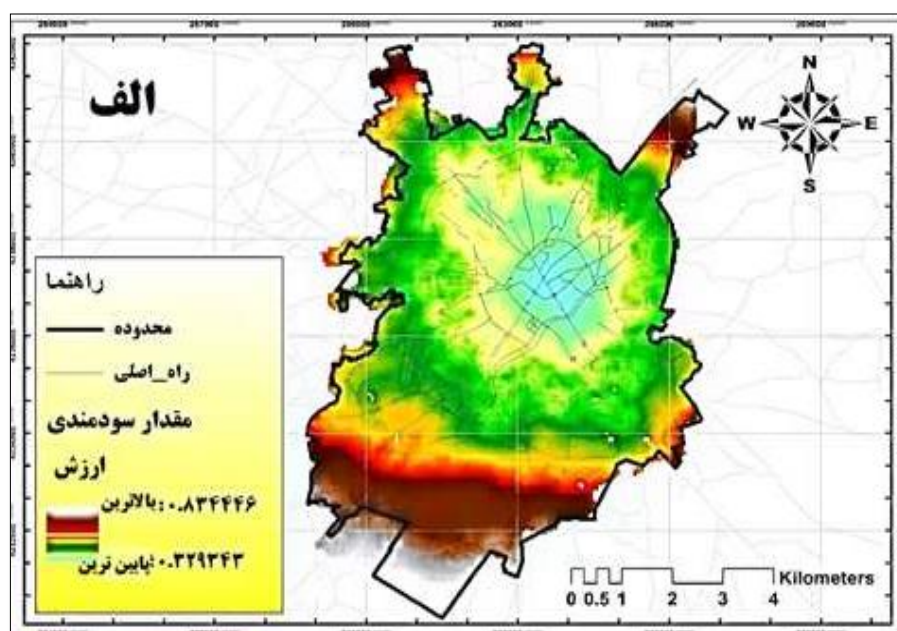 الف
N
W E
S
راهنما
محدوده
راه_اصلی
مقدار سودمندی
ارزش
بالاترین:۰.۸۳۴۴۴۶
پایین ترین:۰.۳۲۹۳۴۳
Kilometers
0 0.5 1 2 3 4